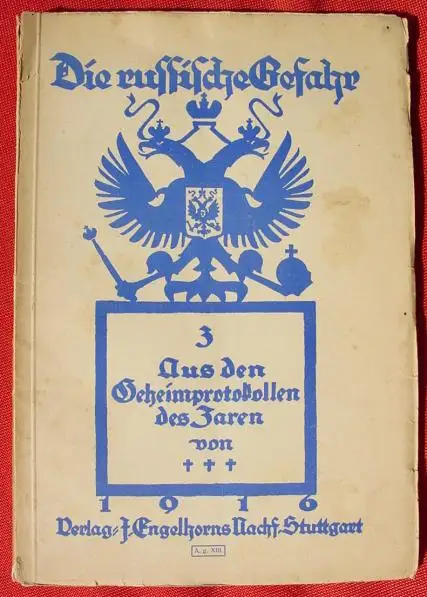 Die russische Gefahr
3
Aus den
Geheimprotokollen
des Zaren
von
† † †
1916
Verlag: J. Engelhorns Nachf. Stuttgart
A. g. XIII.